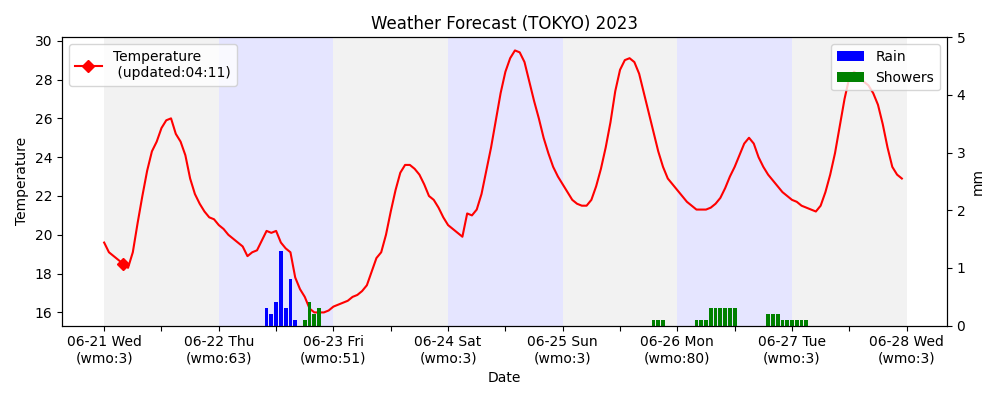 Weather Forecast (TOKYO) 2023
Temperature
(updated:04:11)
Rain
Showers
30
28
26
24
22
20
18
16
Temperature
5
4
3
2
1
0
mm
06-21 Wed
(wmo:3)
06-22 Thu
(wmo:63)
06-23 Fri
(wmo:51)
06-24 Sat
(wmo:3)
06-25 Sun
(wmo:3)
06-26 Mon
(wmo:80)
06-27 Tue
(wmo:3)
06-28 Wed
(wmo:3)
Date